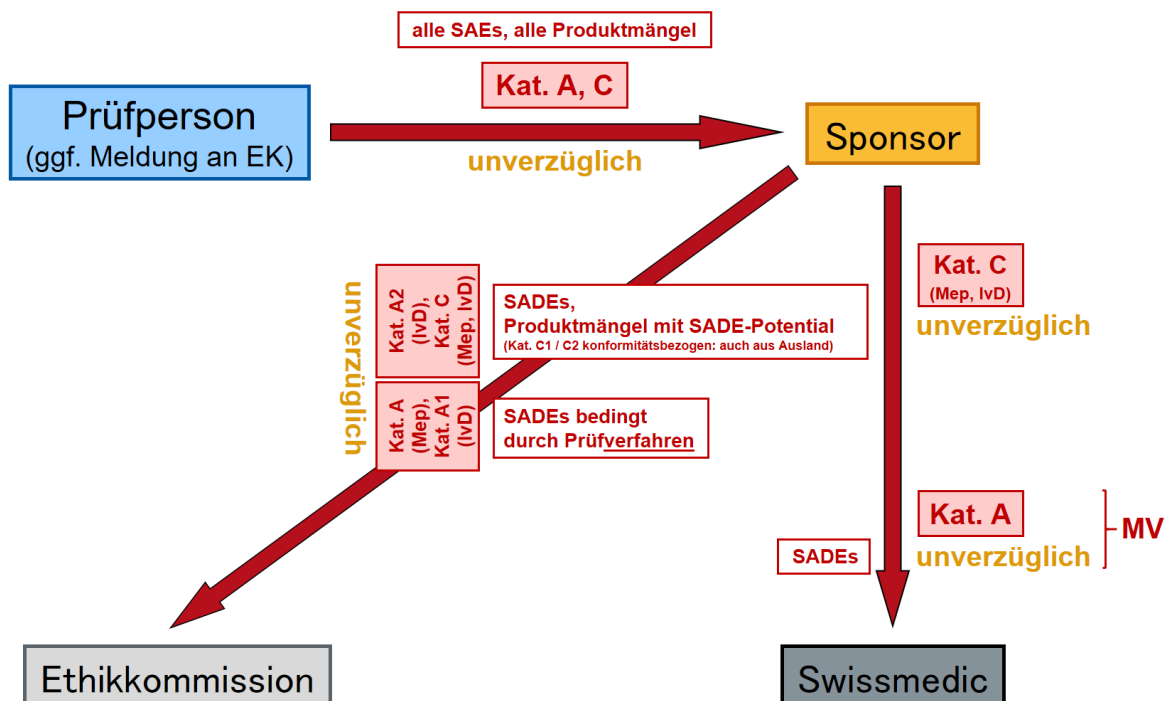 alle SAEs, alle Produktmängel
Kat. A, C
Prüfperson
(ggf. Meldung an EK)
unverzüglich
Sponsor
Kat. C
(Mep, IvD)
unverzüglich
unverzüglich
Kat. A2
(IvD),
Kat. C
(Mep, IvD)
SADEs,
Produktmängel mit SADE-Potential
(Kat. C1 / C2 konformitätsbezogen: auch aus Ausland)
Kat. A
(Mep),
Kat. A1
(IvD)
SADEs bedingt
durch Prüfverfahren
Kat. A
MV
SADEs
unverzüglich
Ethikkommission
Swissmedic